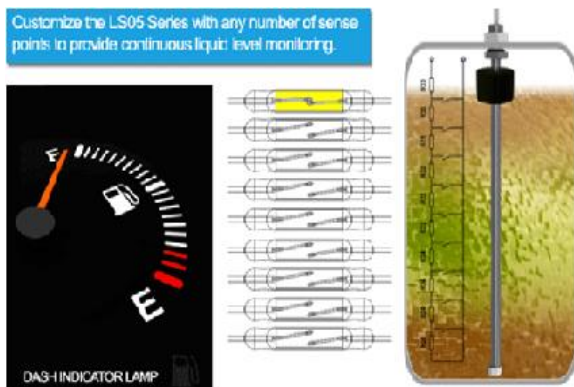 Customize the LS05 Series with any number of sense
points to provide continuous liquid level monitoring.
F
E
DASH INDICATOR LAMP